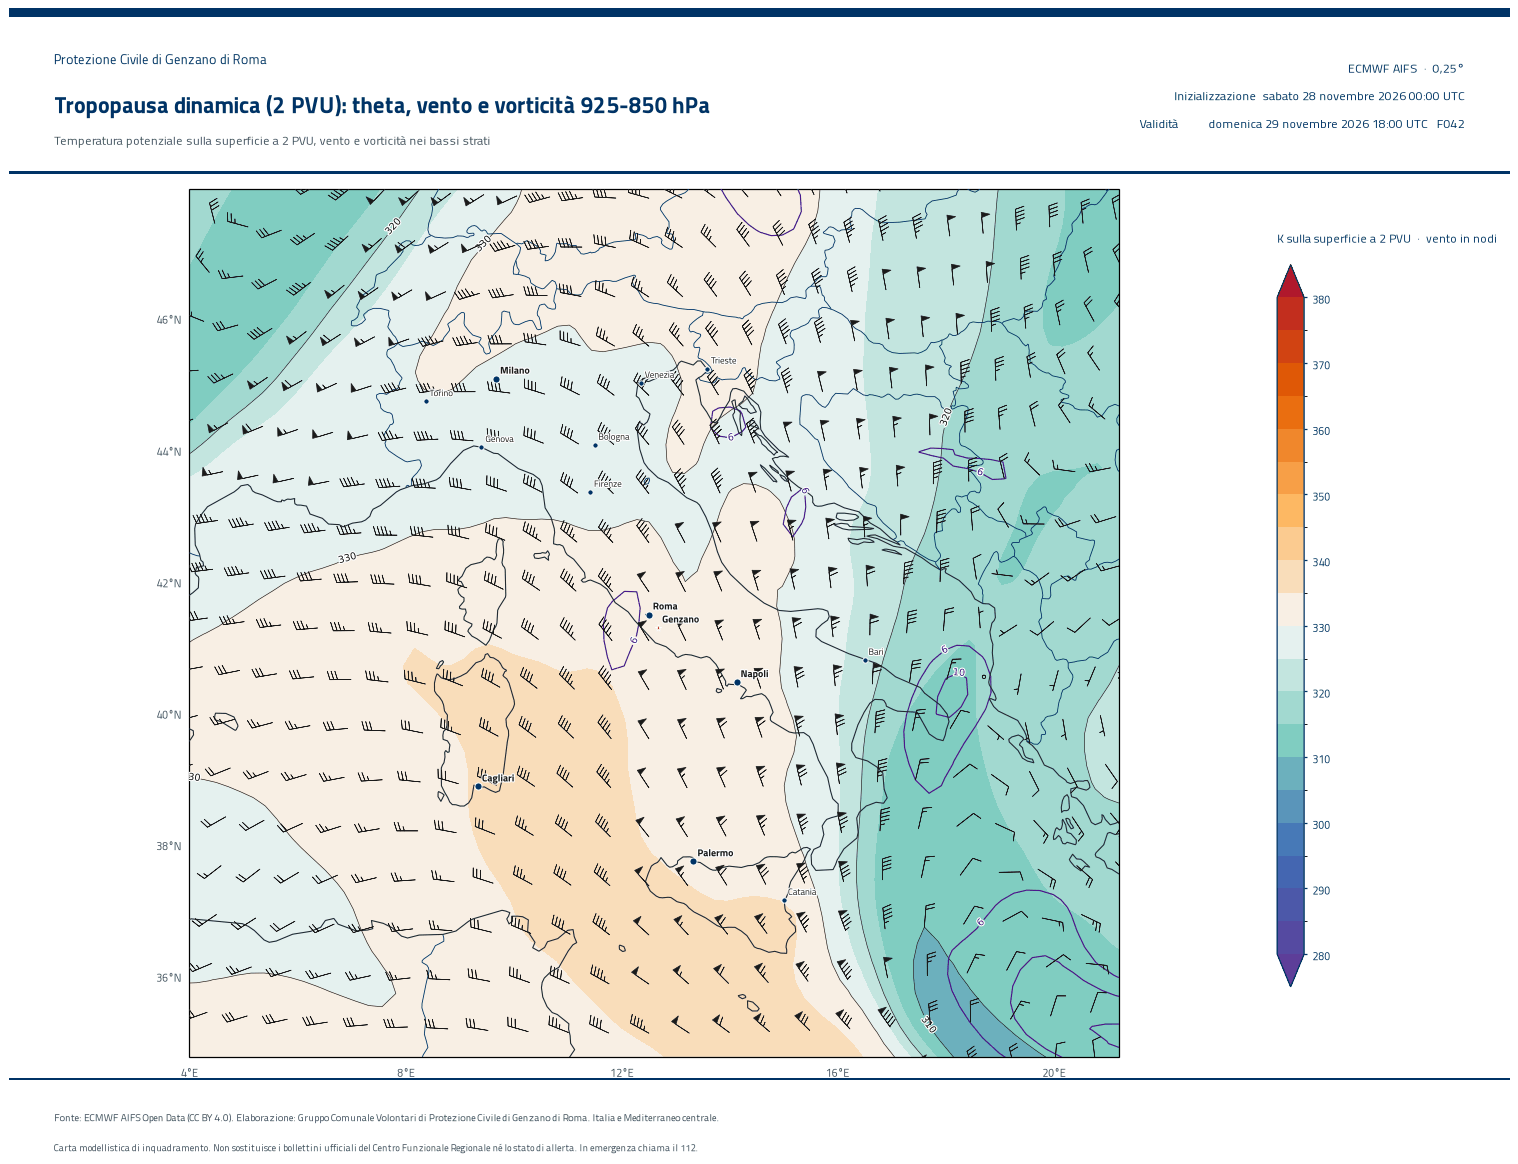 Protezione Civile di Genzano di Roma
Tropopausa dinamica (2 PVU): theta, vento e vorticità 925-850 hPa
Temperatura potenziale sulla superficie a 2 PVU, vento e vorticità nei bassi strati
ECMWF AIFS · 0,25°
Inizializzazione sabato 28 novembre 2026 00:00 UTC
Validità domenica 29 novembre 2026 18:00 UTC F042
K sulla superficie a 2 PVU · vento in nodi
380
370
360
350
340
330
320
310
300
290
280
46°N
44°N
42°N
40°N
38°N
36°N
4°E
8°E
12°E
16°E
20°E
320
330
Trieste
Milano
Venezia
Torino
320
6
Genova
Bologna
6
Firenze
6
330
Roma
Genzano
6
Bari
6
10
Napoli
30
Cagliari
Palermo
Catania
6
310
Fonte: ECMWF AIFS Open Data (CC BY 4.0). Elaborazione: Gruppo Comunale Volontari di Protezione Civile di Genzano di Roma. Italia e Mediterraneo centrale.
Carta modellistica di inquadramento. Non sostituisce i bollettini ufficiali del Centro Funzionale Regionale né lo stato di allerta. In emergenza chiama il 112.